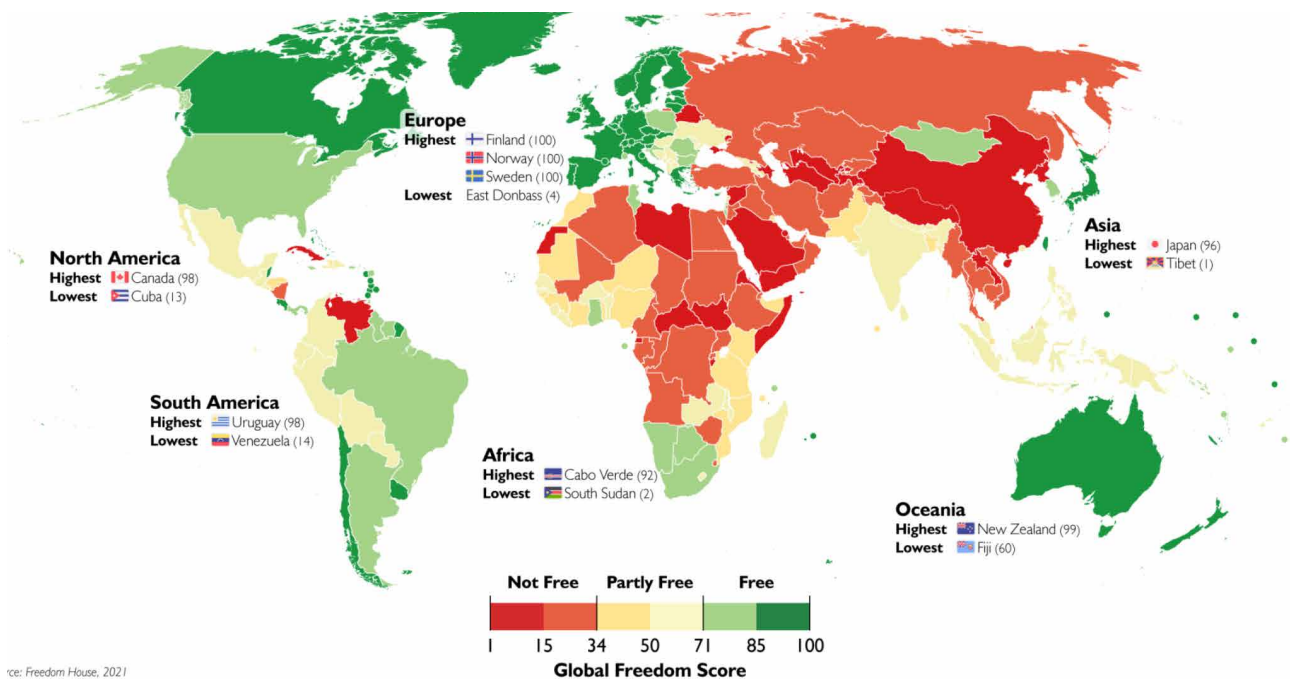 Europe
Highest Finland (100)
Norway (100)
Sweden (100)
Lowest East Donbass (4)
Asia
Highest Japan (96)
Lowest Tibet (1)
North America
Highest Canada (98)
Lowest Cuba (13)
South America
Highest Uruguay (98)
Lowest Venezuela (14)
Africa
Highest Cabo Verde (92)
Lowest South Sudan (2)
Oceania
Highest New Zealand (99)
Lowest Fiji (60)
Not Free Partly Free Free
1 15 34 50 71 85 100
Global Freedom Score
rce: Freedom House, 2021